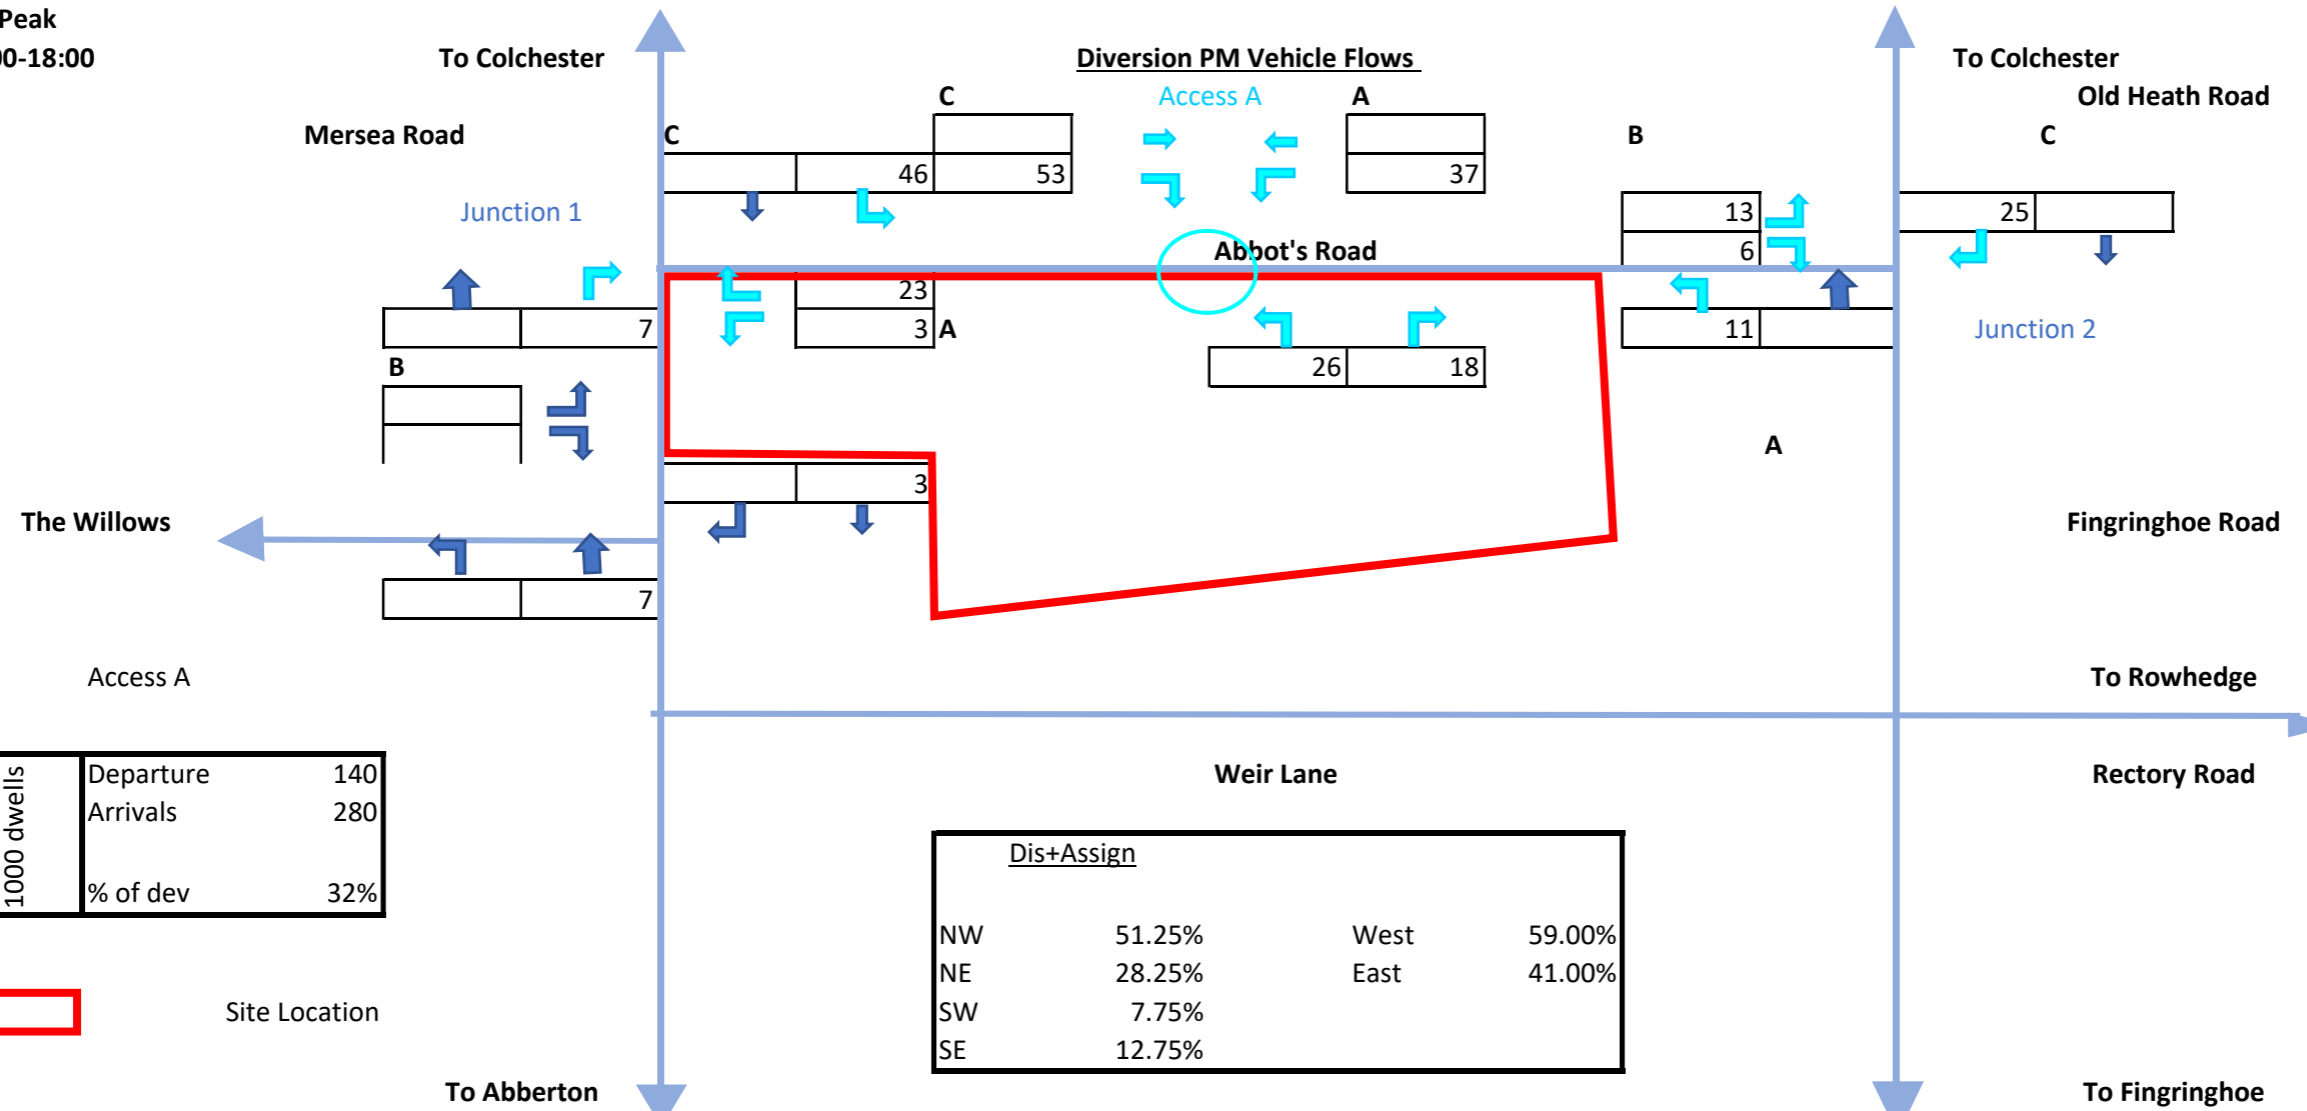 Peak
00-18:00
To Colchester
Diversion PM Vehicle Flows
To Colchester
C
Access A
A
Old Heath Road
Mersea Road
C
B
C
46
53
37
Junction 1
13
25
6
Abbot's Road
23
7
3
A
11
Junction 2
B
26
18
A
3
The Willows
Fingringhoe Road
7
Access A
To Rowhedge
1000 dwells
Departure 140
Arrivals 280
% of dev 32%
Weir Lane
Rectory Road
Dis+Assign
NW 51.25% West 59.00%
NE 28.25% East 41.00%
SW 7.75%
SE 12.75%
Site Location
To Abberton
To Fingringhoe